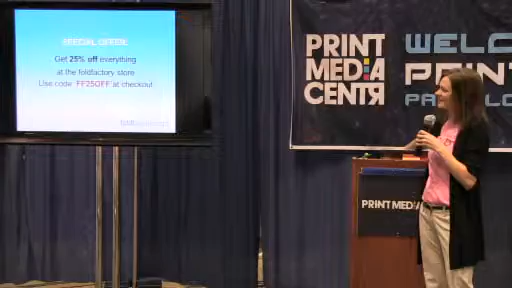 SPECIAL OFFER:
Get 25% off everything
at the foldfactory store
Use code "FF25OFF" at checkout
PRINT
MEDIA
CENTR
WELC
PRINT
PRINT MEDIA